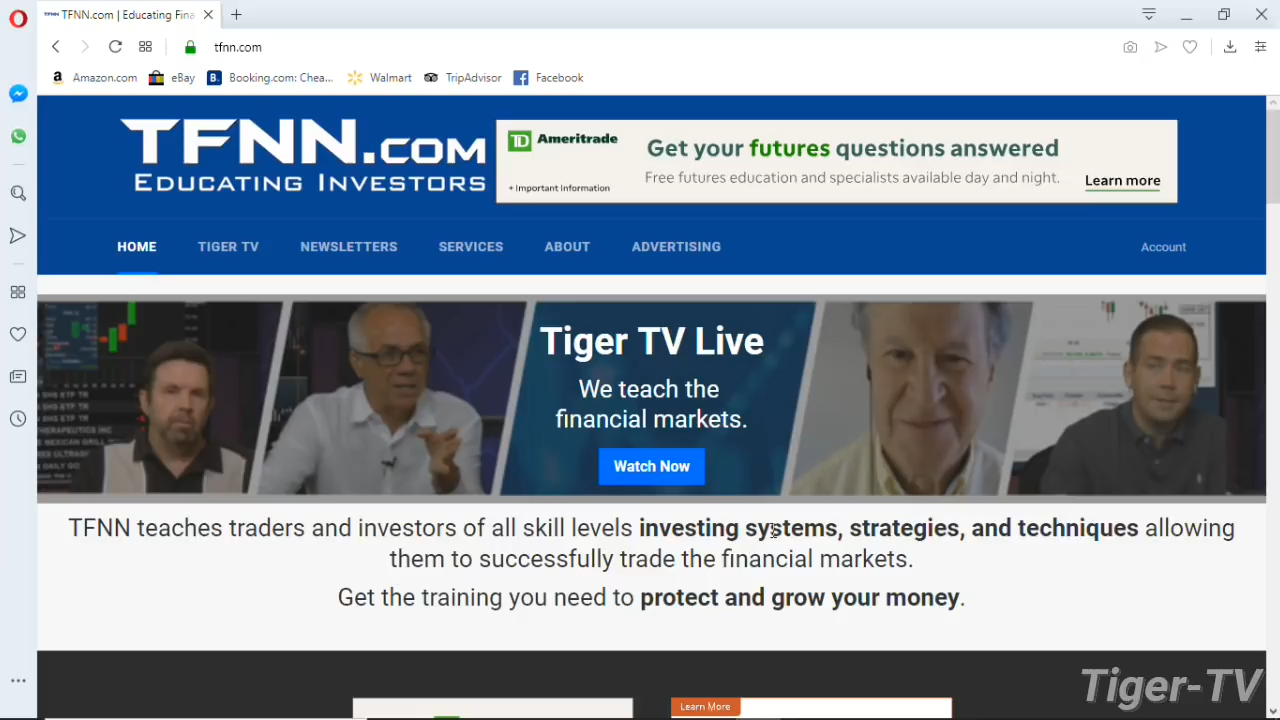 TFNN.com | Educating Fina
tfnn.com
Amazon.com
eBay
B. Booking.com: Chea...
Walmart
TripAdvisor
Facebook
TFNN.COM
EDUCATING INVESTORS
TD Ameritrade
+ Important Information
Get your futures questions answered
Free futures education and specialists available day and night.
Learn more
HOME TIGER TV NEWSLETTERS SERVICES ABOUT ADVERTISING Account
Tiger TV Live
We teach the
financial markets.
Watch Now
TFNN teaches traders and investors of all skill levels investing systems, strategies, and techniques allowing
them to successfully trade the financial markets.
Get the training you need to protect and grow your money.
Learn More
Tiger-TV